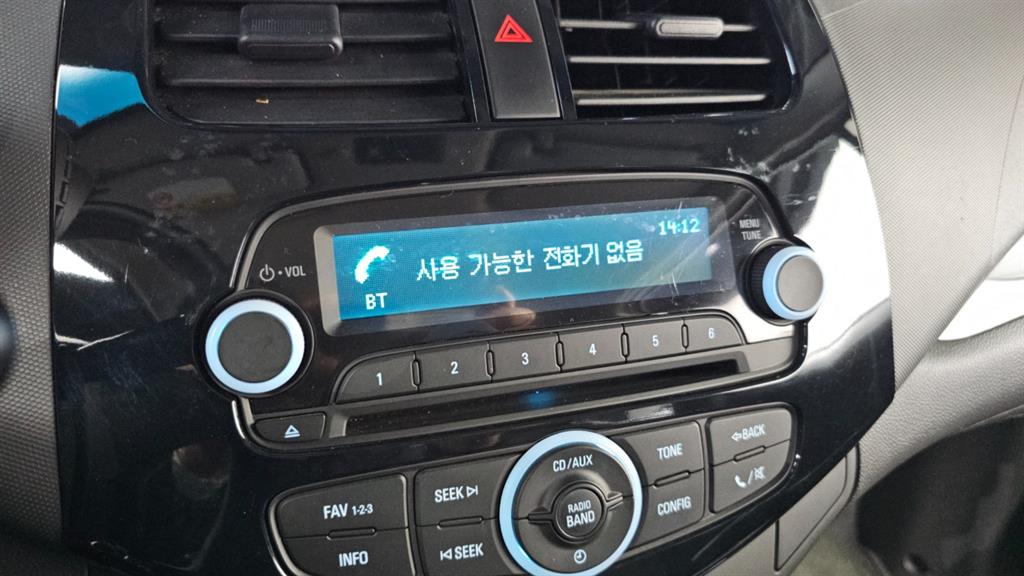 14:12
사용 가능한 전화기 없음
BT
MENU
TUNE
VOL
1 2 3 4 5 6
CD/AUX
TONE
BACK
FAV 1-2-3
SEEK
RADIO
BAND
CONFIG
INFO
SEEK